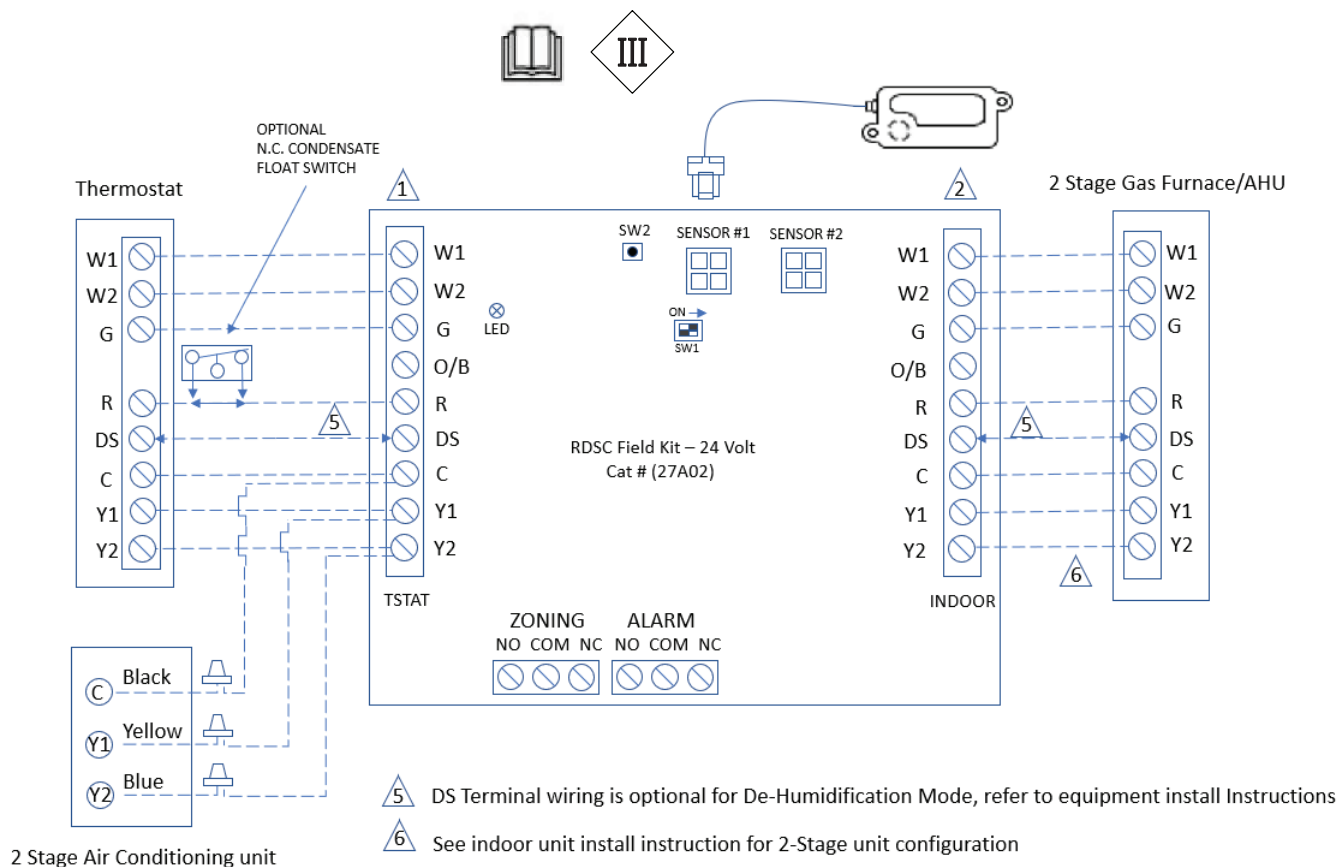 III
OPTIONAL
N.C. CONDENSATE
FLOAT SWITCH
Thermostat
1
2
2 Stage Gas Furnace/AHU
SW2
SENSOR #1
SENSOR #2
W1
W1
W1
W1
W2
W2
W2
W2
LED
ON
SW1
G
G
G
G
O/B
O/B
R
R
R
R
5
5
DS
DS
DS
DS
RDSC Field Kit – 24 Volt
Cat # (27A02)
C
C
C
C
Y1
Y1
Y1
Y1
Y2
Y2
Y2
Y2
6
TSTAT
INDOOR
ZONING
ALARM
NO COM NC
NO COM NC
C
Black
Y1
Yellow
Y2
Blue
2 Stage Air Conditioning unit
5 DS Terminal wiring is optional for De-Humidification Mode, refer to equipment install Instructions
6 See indoor unit install instruction for 2-Stage unit configuration